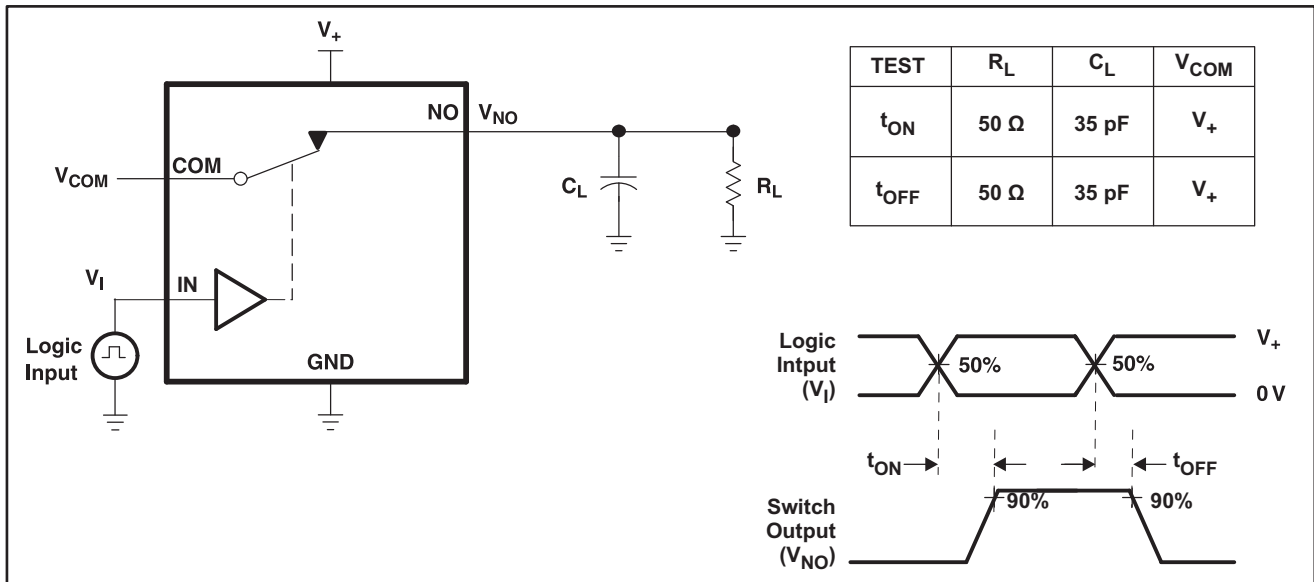 V+
NO VNO
COM
VCOM
CL
RL
VI
IN
Logic
Input
GND
TEST RL CL VCOM
tON 50 Ω 35 pF V+
tOFF 50 Ω 35 pF V+
Logic
Intput
(VI)
50%
50%
V+
0 V
tON
tOFF
Switch
Output
(VNO)
90%
90%